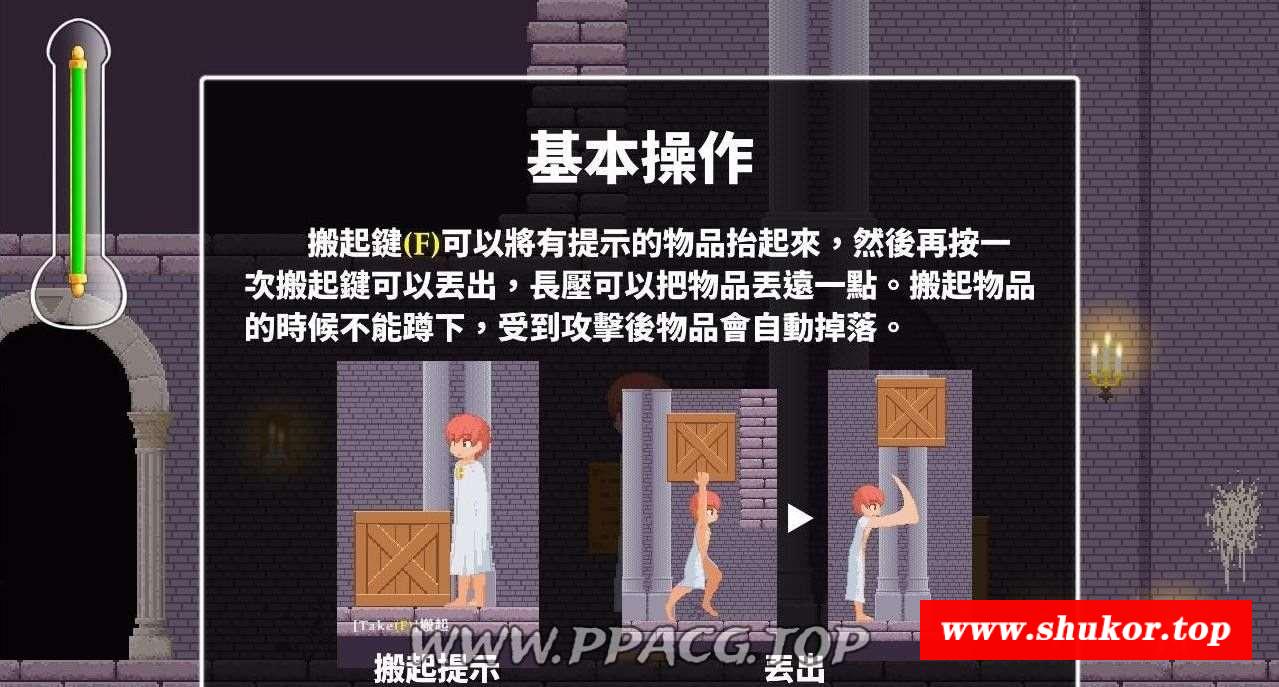 基本操作
搬起鍵(F)可以將有提示的物品抬起來，然後再按一
次搬起鍵可以丟出，長壓可以把物品丟遠一點。搬起物品
的時候不能蹲下，受到攻擊後物品會自動掉落。
[Take(F)]搬起
WWW.PPACG.TOP
www.shukor.top
搬起提示
丟出